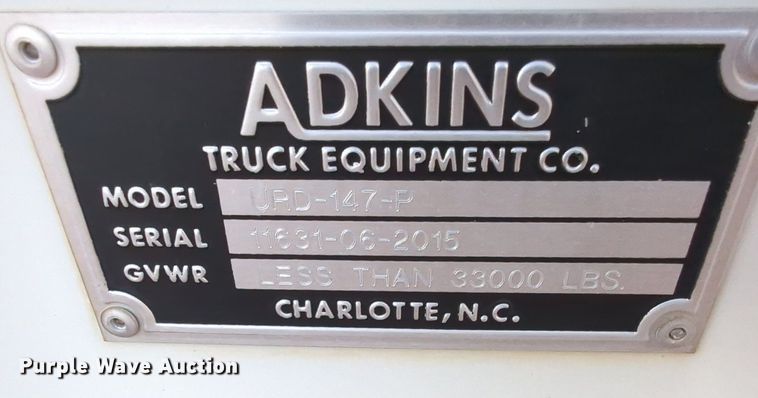 ADKINS
TRUCK EQUIPMENT CO.
MODEL URD-147-P
SERIAL 11631-06-2015
GVWR LESS THAN 33000 LBS.
CHARLOTTE, N.C.
Purple Wave Auction